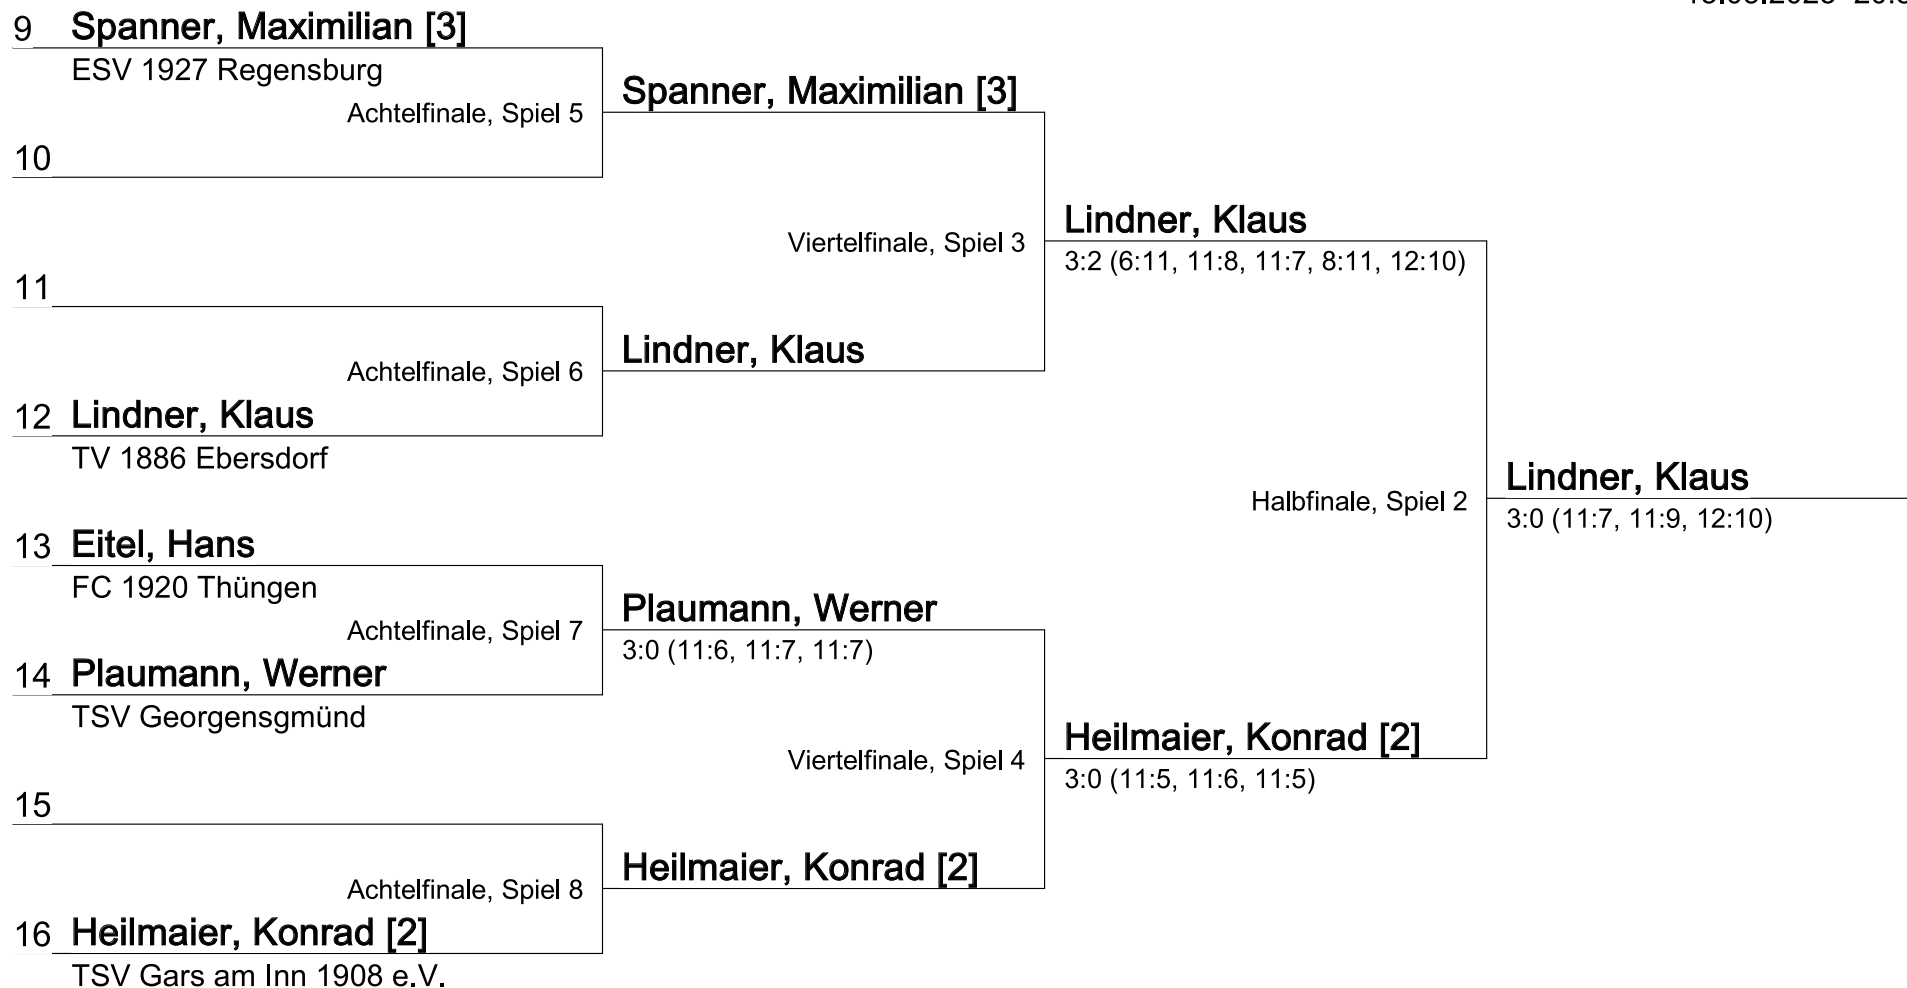 9 Spanner, Maximilian [3]
ESV 1927 Regensburg
Achtelfinale, Spiel 5
Spanner, Maximilian [3]
10
Viertelfinale, Spiel 3
Lindner, Klaus
3:2 (6:11, 11:8, 11:7, 8:11, 12:10)
11
Achtelfinale, Spiel 6
Lindner, Klaus
12 Lindner, Klaus
TV 1886 Ebersdorf
Halbfinale, Spiel 2
Lindner, Klaus
3:0 (11:7, 11:9, 12:10)
13 Eitel, Hans
FC 1920 Thüngen
Achtelfinale, Spiel 7
Plaumann, Werner
3:0 (11:6, 11:7, 11:7)
14 Plaumann, Werner
TSV Georgensgmünd
Viertelfinale, Spiel 4
Heilmaier, Konrad [2]
3:0 (11:5, 11:6, 11:5)
15
Achtelfinale, Spiel 8
Heilmaier, Konrad [2]
16 Heilmaier, Konrad [2]
TSV Gars am Inn 1908 e.V.